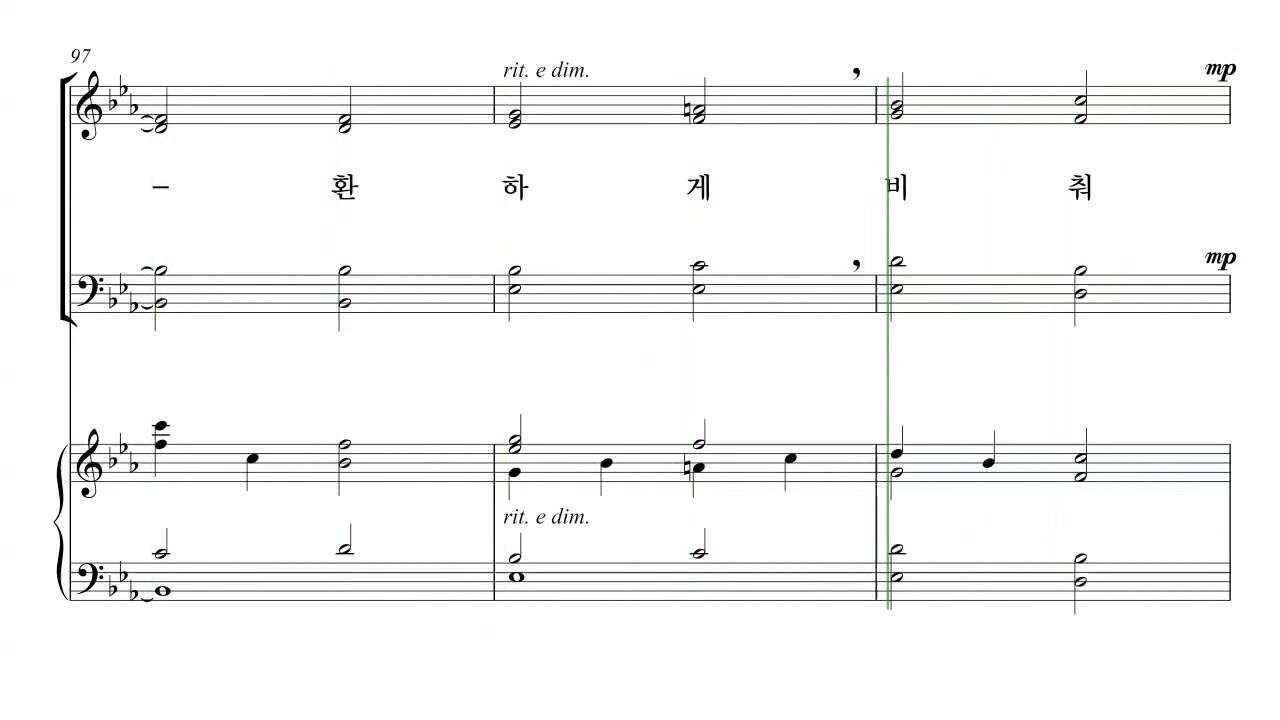 97
rit. e dim.
mp
– 환 하 게 비 춰
mp
rit. e dim.